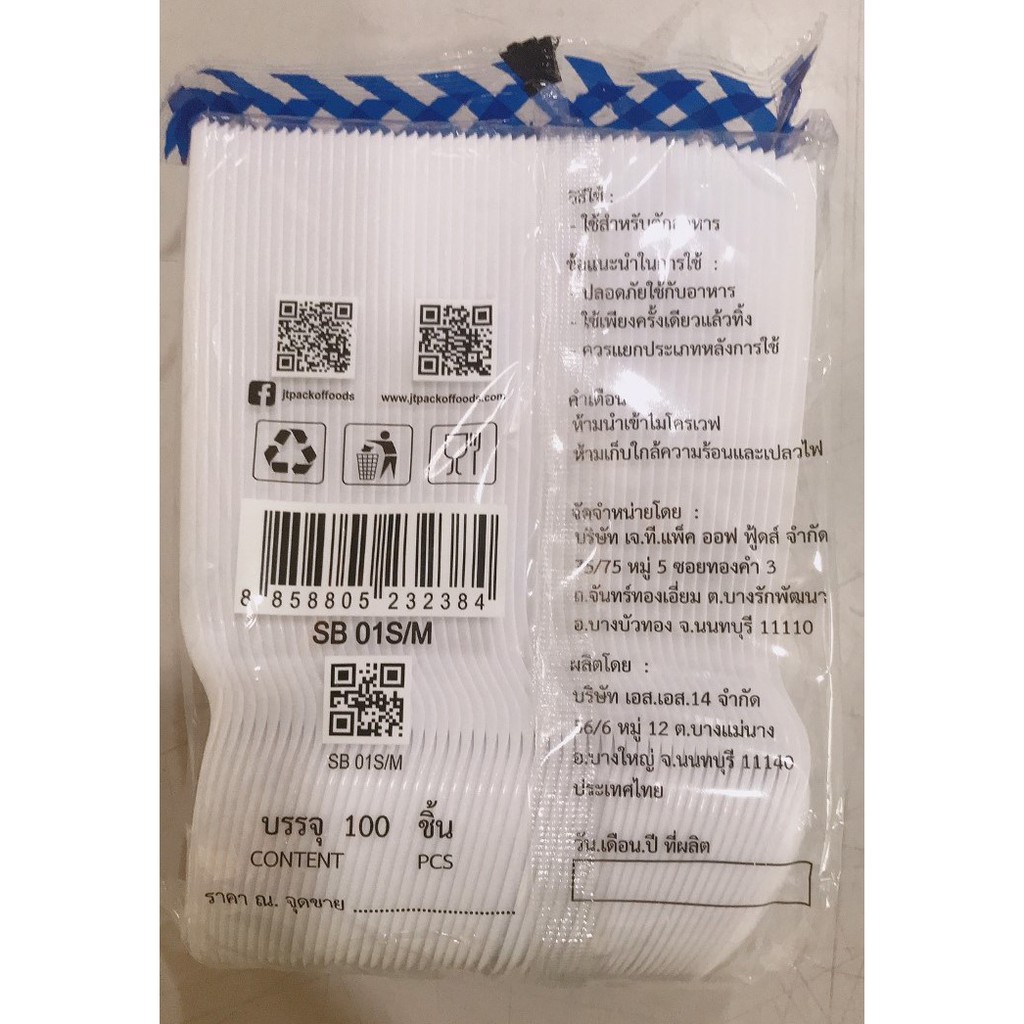 jtpackoffoods
www.jtpackoffoods.com
8 858805 232384
SB 01S/M
SB 01S/M
บรรจุ 100 ชิ้น
CONTENT PCS
ราคา ณ. จุดขาย
วิธีใช้ :
- ใช้สำหรับตักอาหาร
ข้อแนะนำในการใช้ :
- ปลอดภัยใช้กับอาหาร
- ใช้เพียงครั้งเดียวแล้วทิ้ง
- ควรแยกประเภทหลังการใช้
คำเตือน
ห้ามนำเข้าไมโครเวฟ
ห้ามเก็บใกล้ความร้อนและเปลวไฟ
จัดจำหน่ายโดย :
บริษัท เจ.ที.แพ็ค ออฟ ฟู้ดส์ จำกัด
หมู่ 5 ซอยทองคำ 3
ถ.จันทร์ทองเอี่ยม ต.บางรักพัฒนา
อ.บางบัวทอง จ.นนทบุรี 11110
ผลิตโดย :
บริษัท เอส.เอส.14 จำกัด
หมู่ 12 ต.บางแม่นาง
อ.บางใหญ่ จ.นนทบุรี 11140
ประเทศไทย
วัน.เดือน.ปี ที่ผลิต